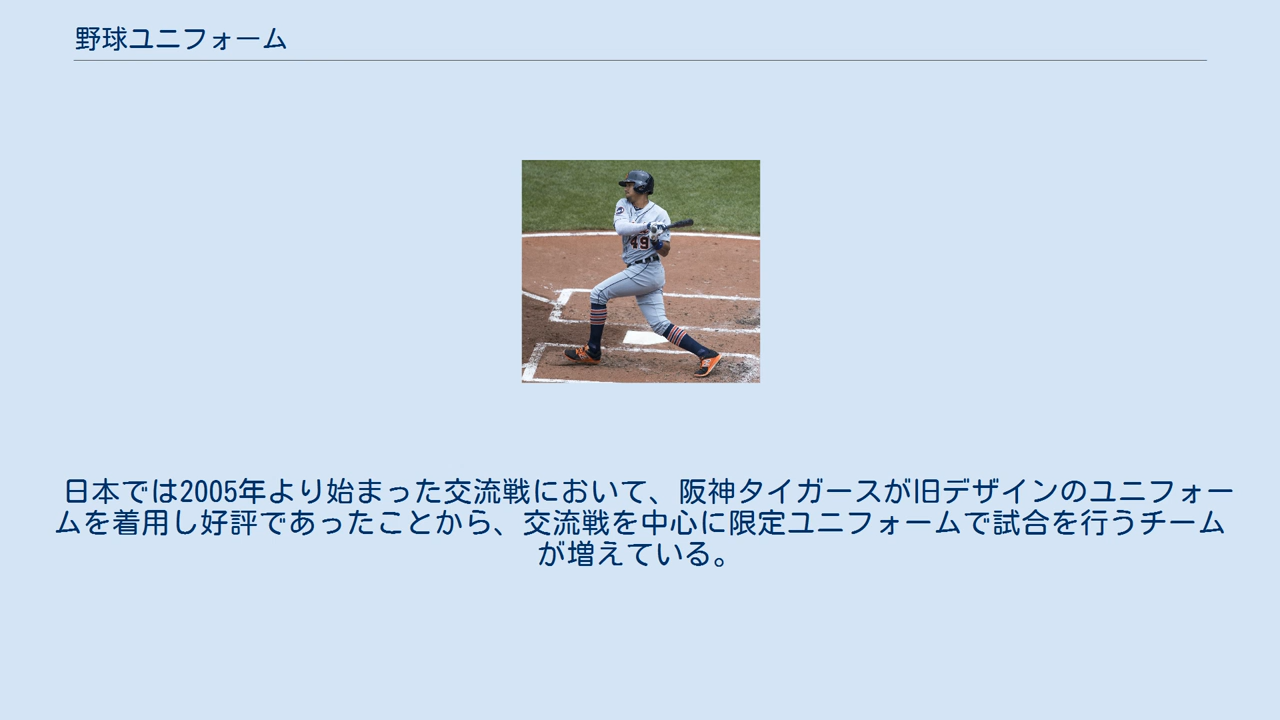 野球ユニフォーム
49
日本では2005年より始まった交流戦において、阪神タイガースが旧デザインのユニフォー
ムを着用し好評であったことから、交流戦を中心に限定ユニフォームで試合を行うチーム
が増えている。